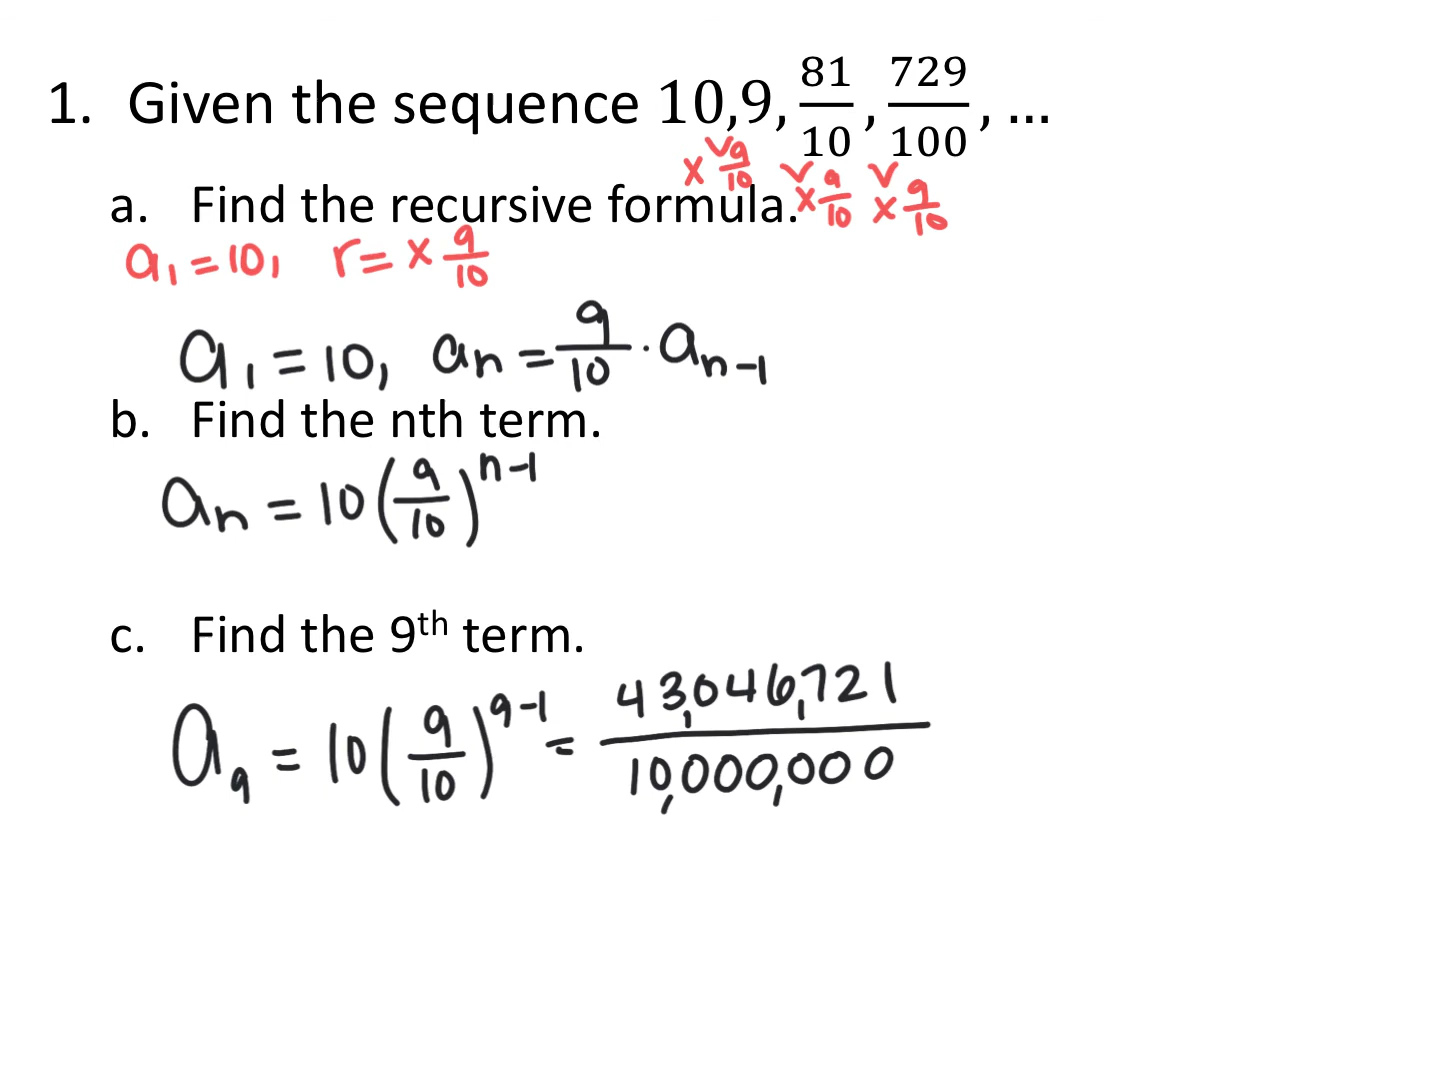 1. Given the sequence 10,9, 81/10, 729/100, ...
× 9/10 × 9/10 × 9/10
a. Find the recursive formula.
a₁ = 10, r = × 9/10
a₁ = 10, aₙ = 9/10 · aₙ₋₁
b. Find the nth term.
aₙ = 10(9/10)ⁿ⁻¹
c. Find the 9ᵗʰ term.
a₉ = 10(9/10)⁹⁻¹ = 43,046,721/10,000,000